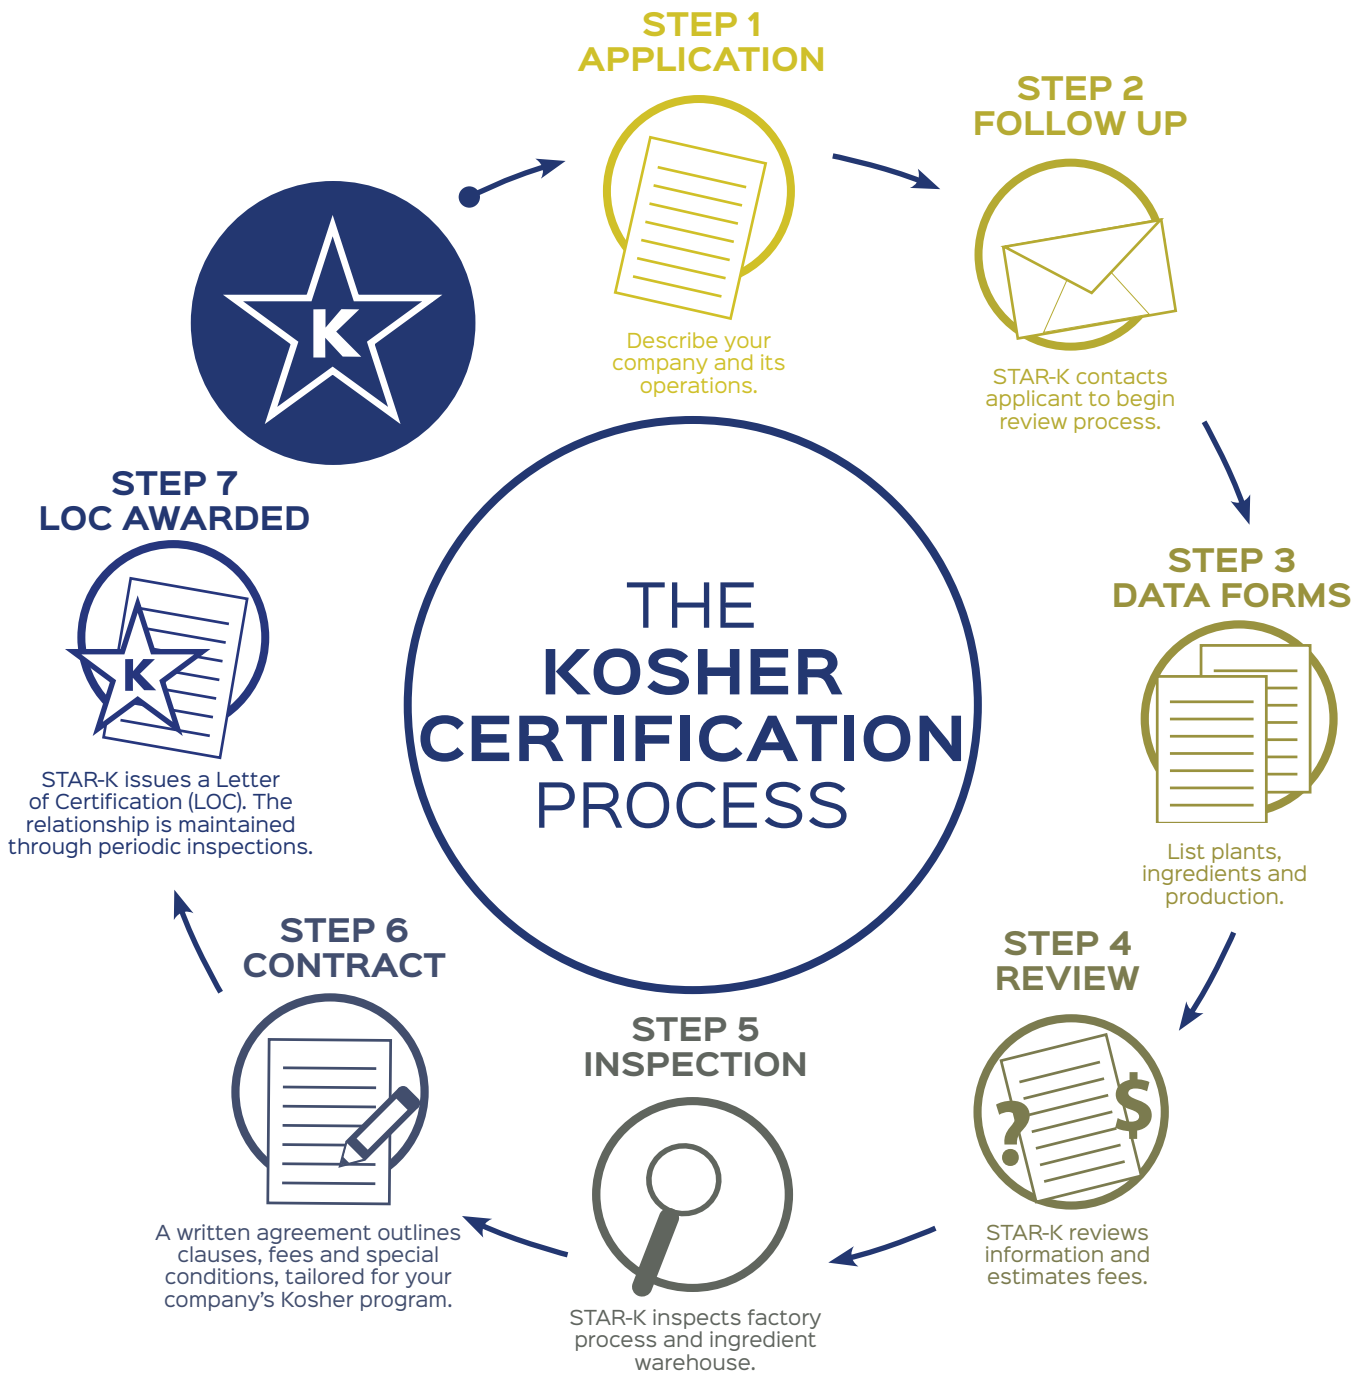 STEP 1
APPLICATION
Describe your
company and its
operations.
STEP 2
FOLLOW UP
STAR-K contacts
applicant to begin
review process.
STEP 3
DATA FORMS
List plants,
ingredients and
production.
STEP 4
REVIEW
?
$
STAR-K reviews
information and
estimates fees.
STEP 5
INSPECTION
STAR-K inspects factory
process and ingredient
warehouse.
STEP 6
CONTRACT
A written agreement outlines
clauses, fees and special
conditions, tailored for your
company's Kosher program.
STEP 7
LOC AWARDED
K
STAR-K issues a Letter
of Certification (LOC). The
relationship is maintained
through periodic inspections.
K
THE
KOSHER
CERTIFICATION
PROCESS